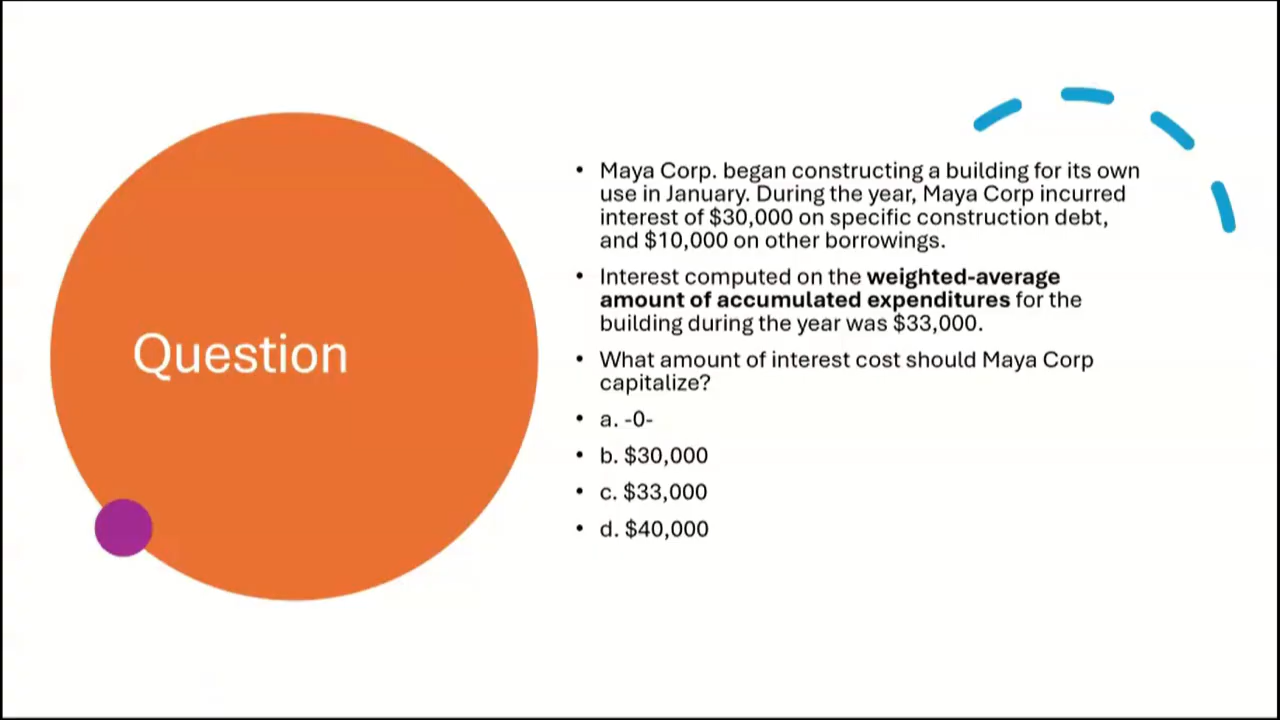 Question
• Maya Corp. began constructing a building for its own
use in January. During the year, Maya Corp incurred
interest of $30,000 on specific construction debt,
and $10,000 on other borrowings.
• Interest computed on the weighted-average
amount of accumulated expenditures for the
building during the year was $33,000.
• What amount of interest cost should Maya Corp
capitalize?
• a. -0-
• b. $30,000
• c. $33,000
• d. $40,000